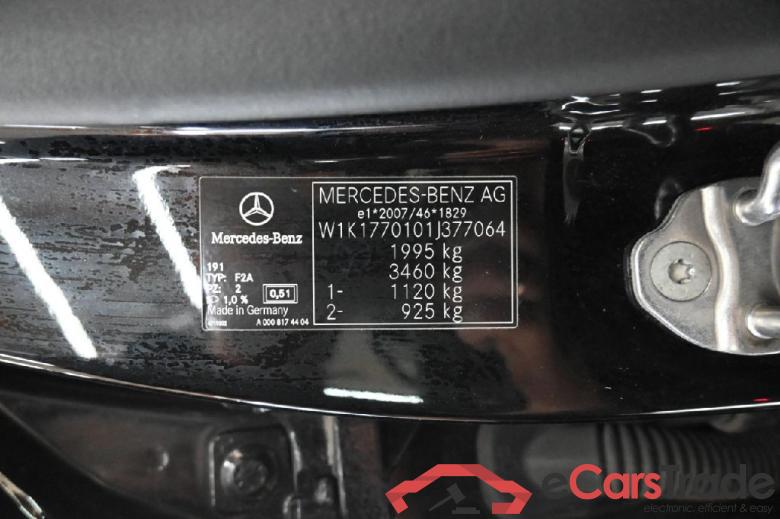 MERCEDES-BENZ AG
e1*2007/46*1829
W1K1770101J377064
1995 kg
3460 kg
1- 1120 kg
2- 925 kg
Mercedes-Benz
191
TYP: F2A
PZ: 2
1,0 % 0,51
Made in Germany
A 000 817 44 04
eCarsTrade
electronic, efficient & easy